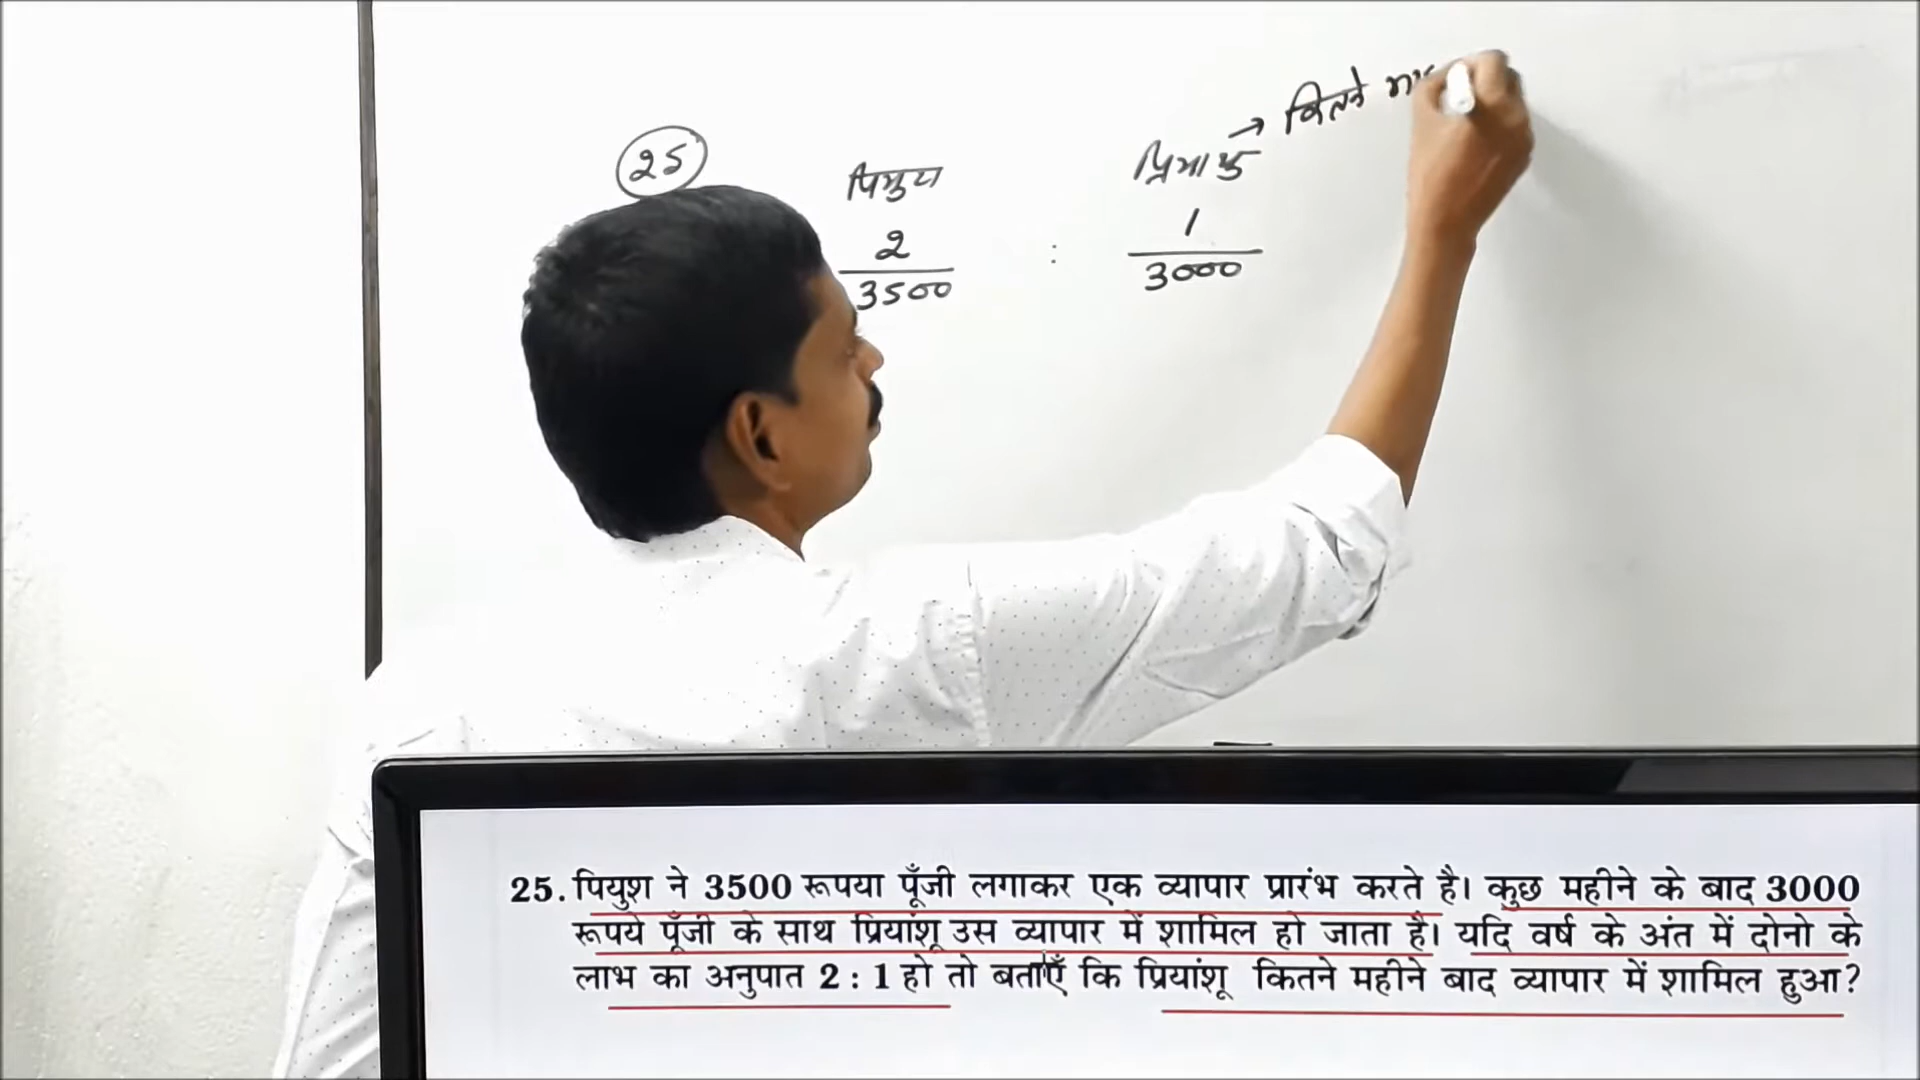 25
पियुश
प्रियांशु → कितने
2
:
1
3500
3000
25. पियुश ने 3500 रूपया पूँजी लगाकर एक व्यापार प्रारंभ करते है। कुछ महीने के बाद 3000
रूपये पूँजी के साथ प्रियांशू उस व्यापार में शामिल हो जाता है। यदि वर्ष के अंत में दोनो के
लाभ का अनुपात 2 : 1 हो तो बताएँ कि प्रियांशू कितने महीने बाद व्यापार में शामिल हुआ?